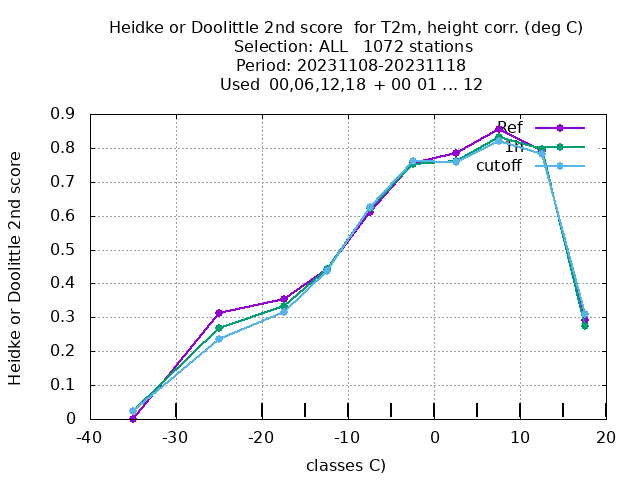 Heidke or Doolittle 2nd score  for T2m, height corr. (deg C)
Selection: ALL   1072 stations
Period: 20231108-20231118
Used  00,06,12,18  + 00 01 ... 12
Heidke or Doolittle 2nd score
0.9
0.8
0.7
0.6
0.5
0.4
0.3
0.2
0.1
0
Ref
cutoff
-40 -30 -20 -10 0 10 20
classes C)